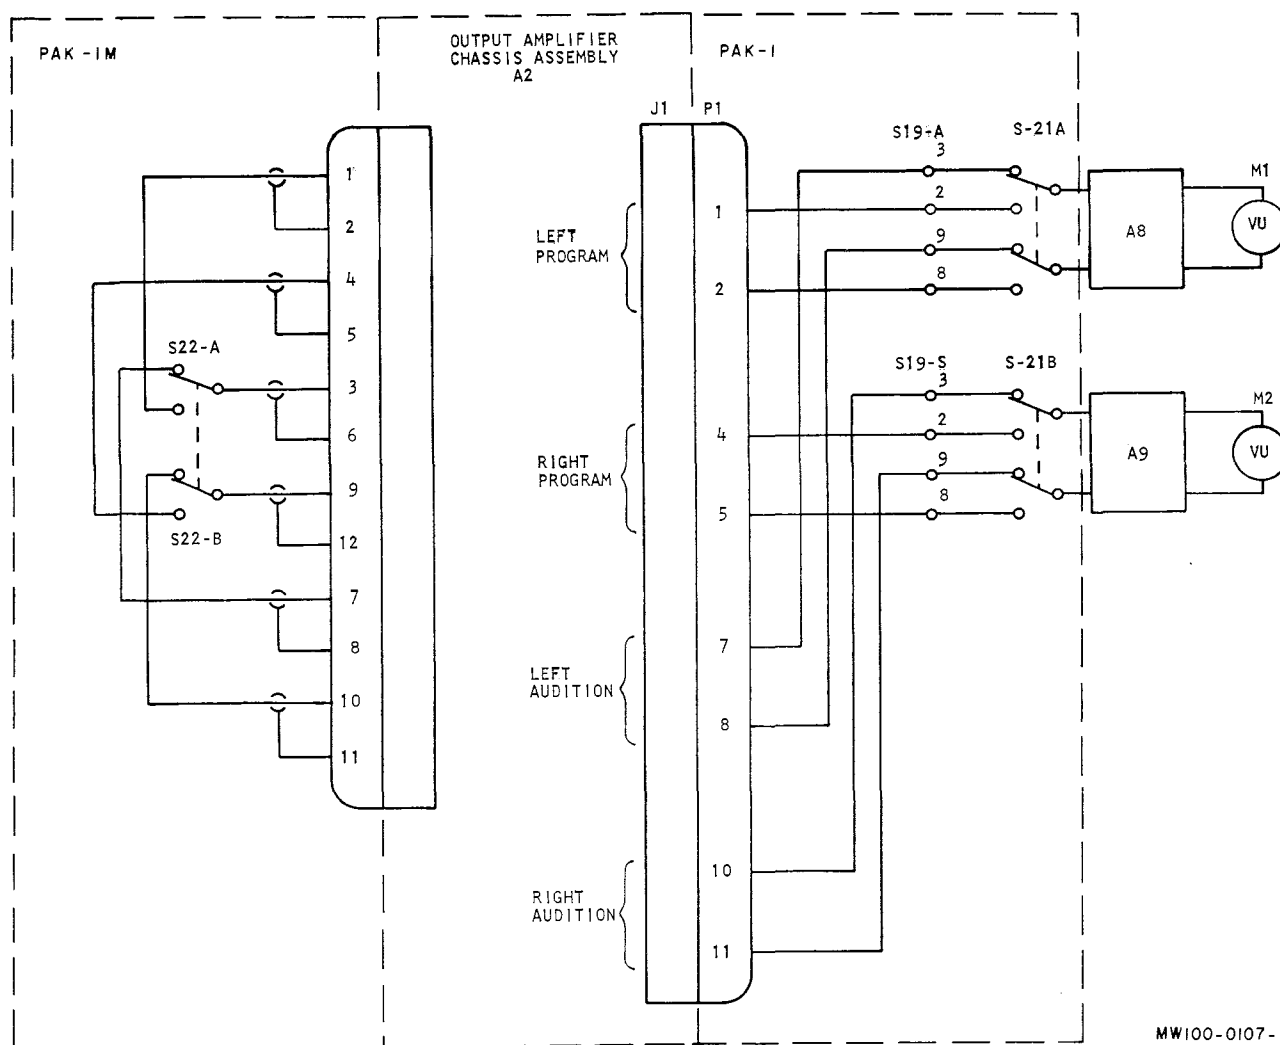 PAK-1M
OUTPUT AMPLIFIER
CHASSIS ASSEMBLY
A2
PAK-1
J1 P1
S19-A S-21A
3
2
9
8
A8
M1
VU
LEFT
PROGRAM
1
2
S19-S S-21B
3
2
9
8
A9
M2
VU
RIGHT
PROGRAM
4
5
LEFT
AUDITION
7
8
RIGHT
AUDITION
10
11
1
2
4
5
S22-A
3
6
9
S22-B
12
7
8
10
11
MW100-0107-